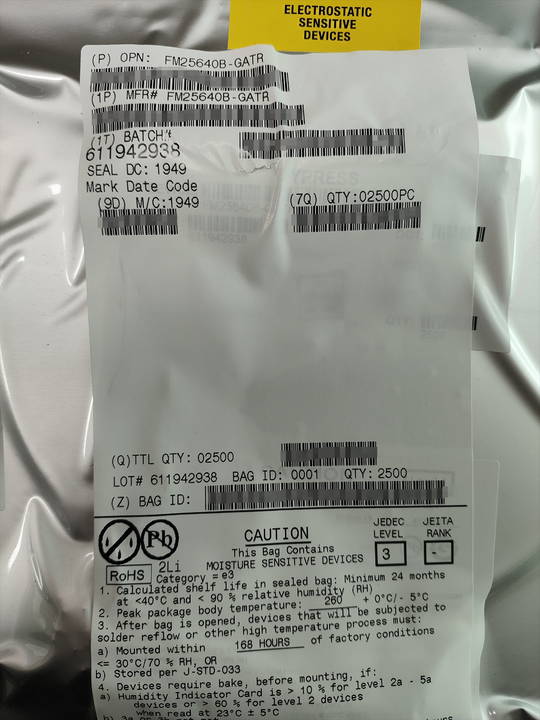 ELECTROSTATIC
SENSITIVE
DEVICES
(P) OPN: FM25640B-GATR
(1P) MFR# FM25640B-GATR
(1T) BATCH#
611942938
SEAL DC: 1949
Mark Date Code
(9D) M/C:1949
(7Q) QTY:02500PC
(Q)TTL QTY: 02500
LOT# 611942938 BAG ID: 0001 QTY: 2500
(Z) BAG ID:
Pb
RoHS
2Li
Category = e3
CAUTION
This Bag Contains
MOISTURE SENSITIVE DEVICES
JEDEC
LEVEL
3
JEITA
RANK
-
1. Calculated shelf life in sealed bag: Minimum 24 months
at <40°C and < 90 % relative humidity (RH)
2. Peak package body temperature: 260 + 0°C/- 5°C
3. After bag is opened, devices that will be subjected to
solder reflow or other high temperature process must:
a) Mounted within 168 HOURS of factory conditions
<= 30°C/70 % RH, OR
b) Stored per J-STD-033
4. Devices require bake, before mounting, if:
a) Humidity Indicator Card is > 10 % for level 2a - 5a
devices or > 60 % for level 2 devices
when read at 23°C ± 5°C